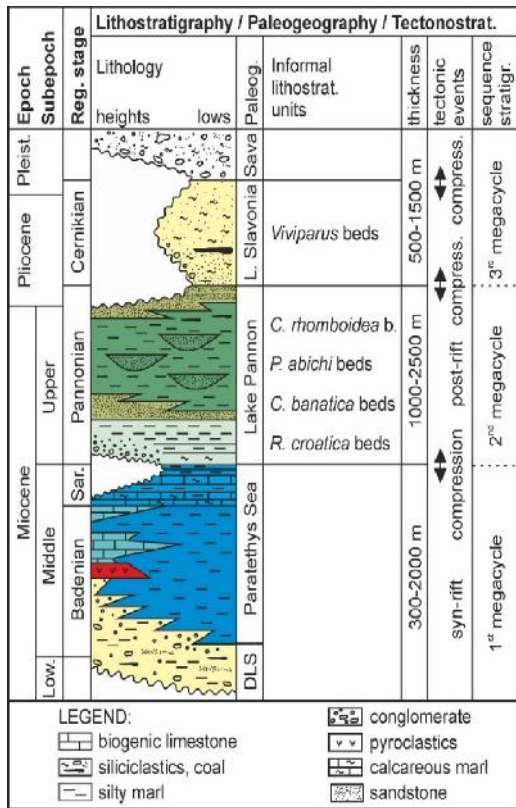 Lithostratigraphy / Paleogeography / Tectonostrat.
Epoch
Subepoch
Reg. stage
Lithology
heights lows
Paleog.
Informal
lithostrat.
units
thickness
tectonic
events
sequence
stratigr.
Pleist.
Pliocene
Miocene
Upper
Middle
Low.
Cernikian
Pannonian
Sar.
Badenian
Sava
L. Slavonia
Lake Pannon
Paratethys Sea
DLS
Viviparus beds
C. rhomboidea b.
P. abichi beds
C. banatica beds
R. croatica beds
500-1500 m
1000-2500 m
300-2000 m
compress.
compress.
post-rift
compression
syn-rift
3rd megacycle
2nd megacycle
1st megacycle
LEGEND:
biogenic limestone
siliciclastics, coal
silty marl
conglomerate
pyroclastics
calcareous marl
sandstone